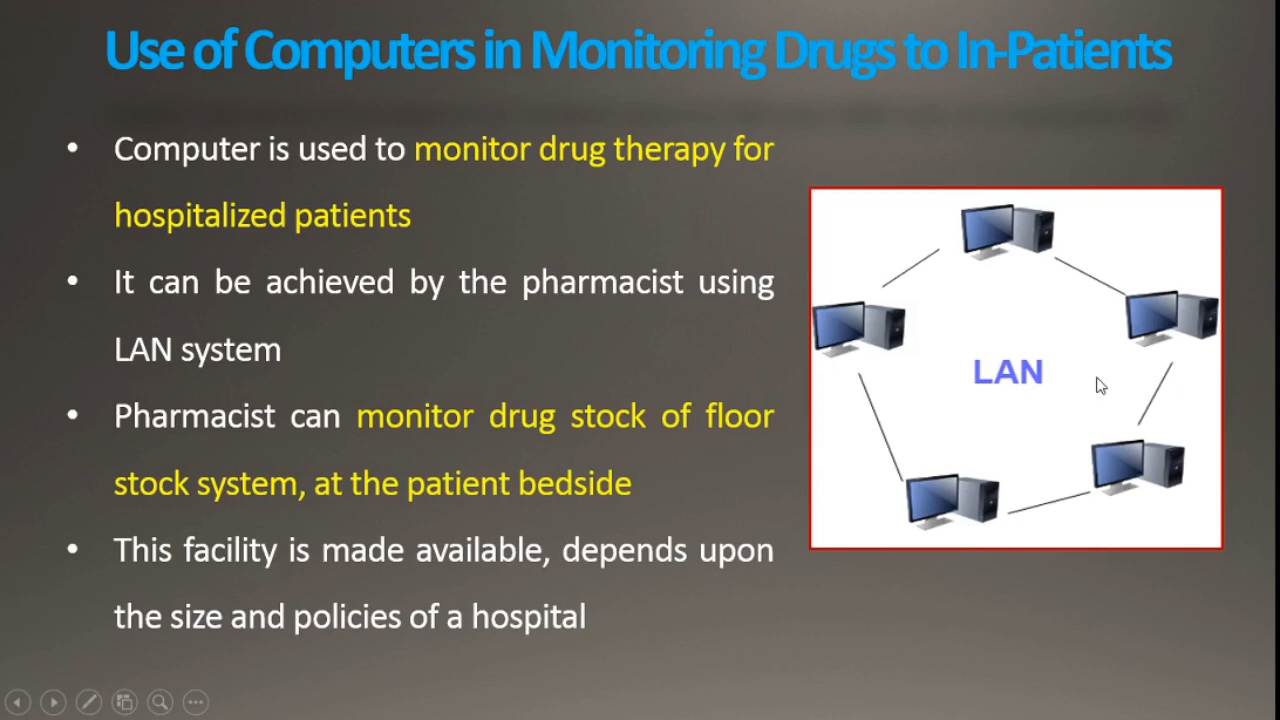 Use of Computers in Monitoring Drugs to In-Patients
• Computer is used to monitor drug therapy for
hospitalized patients
• It can be achieved by the pharmacist using
LAN system
• Pharmacist can monitor drug stock of floor
stock system, at the patient bedside
• This facility is made available, depends upon
the size and policies of a hospital
LAN